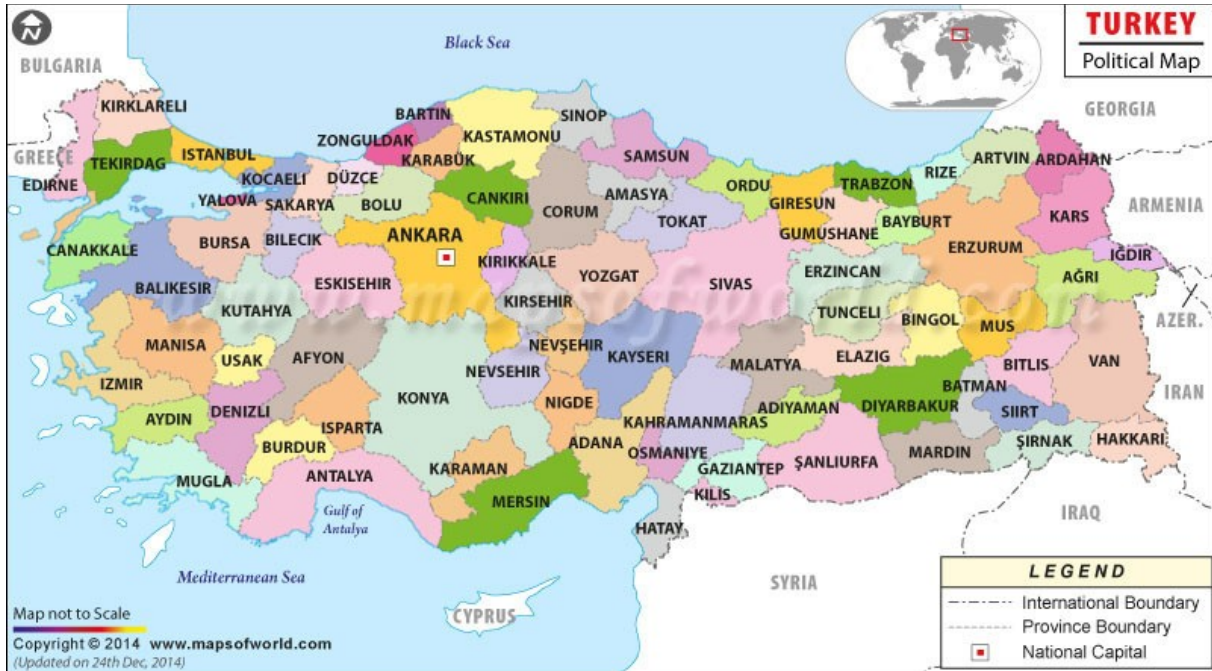 N
Black Sea
TURKEY
Political Map
BULGARIA
GEORGIA
KIRKLARELI
BARTIN
SINOP
ZONGULDAK
KASTAMONU
ISTANBUL
TEKIRDAG
GREECE
KARABÜK
SAMSUN
ARTVIN
ARDAHAN
RIZE
EDIRNE
KOCAELI
DÜZCE
CANKIRI
AMASYA
ORDU
TRABZON
YALOVA
SAKARYA
BOLU
CORUM
TOKAT
GIRESUN
BAYBURT
KARS
ARMENIA
CANAKKALE
BURSA
BILECIK
ANKARA
GUMUSHANE
ERZURUM
KIRIKKALE
IĞDIR
BALIKESIR
ESKISEHIR
YOZGAT
SIVAS
ERZINCAN
AĞRI
KUTAHYA
KIRSEHIR
TUNCELI
BINGOL
MUS
AZER.
www.mapsofworld.com
MANISA
USAK
AFYON
NEVŞEHIR
KAYSERI
MALATYA
ELAZIG
BITLIS
VAN
IZMIR
NEVSEHIR
BATMAN
IRAN
AYDIN
DENIZLI
KONYA
NIGDE
ADIYAMAN
DIYARBAKUR
SIIRT
ISPARTA
KAHRAMANMARAS
BURDUR
ADANA
OSMANIYE
MARDIN
ŞIRNAK
HAKKARI
MUGLA
ANTALYA
KARAMAN
GAZIANTEP
ŞANLIURFA
MERSIN
KILIS
Gulf of
Antalya
HATAY
IRAQ
Mediterranean Sea
SYRIA
CYPRUS
LEGEND
International Boundary
Province Boundary
National Capital
Map not to Scale
Copyright © 2014 www.mapsofworld.com
(Updated on 24th Dec, 2014)